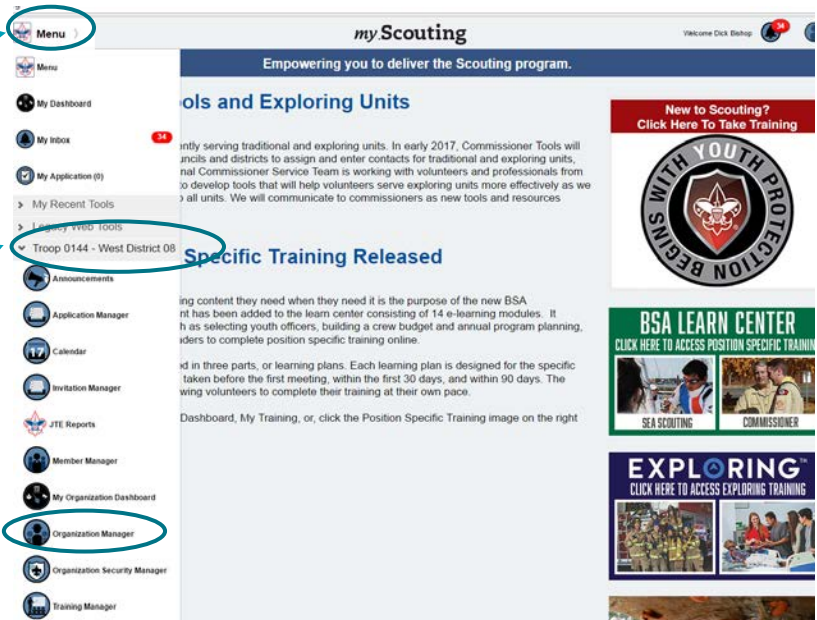 Menu
my.Scouting
Welcome Dick Bishop
34
Empowering you to deliver the Scouting program.
Menu
My Dashboard
My Inbox
34
My Application (0)
My Recent Tools
Legacy Web Tools
Troop 0144 - West District 08
Announcements
Application Manager
17
Calendar
Invitation Manager
JTE Reports
Member Manager
My Organization Dashboard
Organization Manager
Organization Security Manager
Training Manager
ols and Exploring Units
ntly serving traditional and exploring units. In early 2017, Commissioner Tools will
uncils and districts to assign and enter contacts for traditional and exploring units,
nal Commissioner Service Team is working with volunteers and professionals from
o develop tools that will help volunteers serve exploring units more effectively as we
all units. We will communicate to commissioners as new tools and resources
Specific Training Released
ing content they need when they need it is the purpose of the new BSA
nt has been added to the learn center consisting of 14 e-learning modules. It
h as selecting youth officers, building a crew budget and annual program planning,
ders to complete position specific training online.
d in three parts, or learning plans. Each learning plan is designed for the specific
taken before the first meeting, within the first 30 days, and within 90 days. The
wing volunteers to complete their training at their own pace.
Dashboard, My Training, or, click the Position Specific Training image on the right
New to Scouting?
Click Here To Take Training
WITH YOUTH PROTECTION
BEGINS
BSA LEARN CENTER
CLICK HERE TO ACCESS POSITION SPECIFIC TRAININ
SEA SCOUTING
COMMISSIONER
EXPLORING™
CLICK HERE TO ACCESS EXPLORING TRAINING